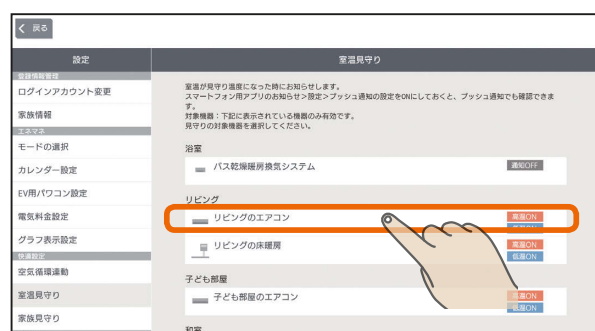 戻る
設定
室温見守り
登録情報管理
ログインアカウント変更
家族情報
エネマネ
モードの選択
カレンダー設定
EV用パワコン設定
電気料金設定
グラフ表示設定
快適設定
空気循環連動
室温見守り
家族見守り
室温が見守り温度になった時にお知らせします。
スマートフォン用アプリのお知らせ>設定>プッシュ通知の設定をONにしておくと、プッシュ通知でも確認できま
す。
対象機器：下記に表示されている機器のみ有効です。
見守りの対象機器を選択してください。
浴室
バス乾燥暖房換気システム
通知OFF
リビング
リビングのエアコン
高温ON
リビングの床暖房
高温ON
低温ON
子ども部屋
子ども部屋のエアコン
高温ON
低温ON
和室